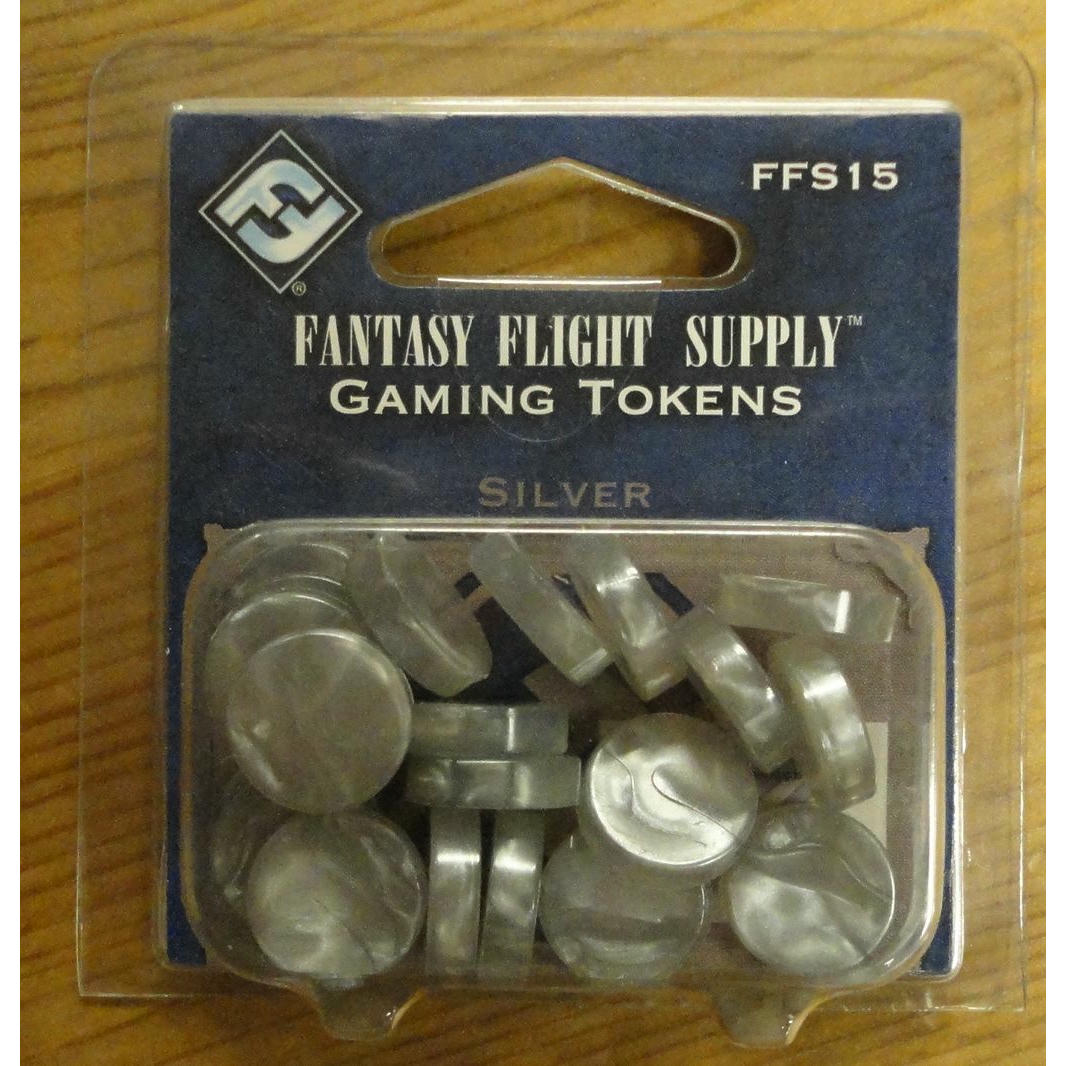 FFS15
FANTASY FLIGHT SUPPLY™
GAMING TOKENS
SILVER